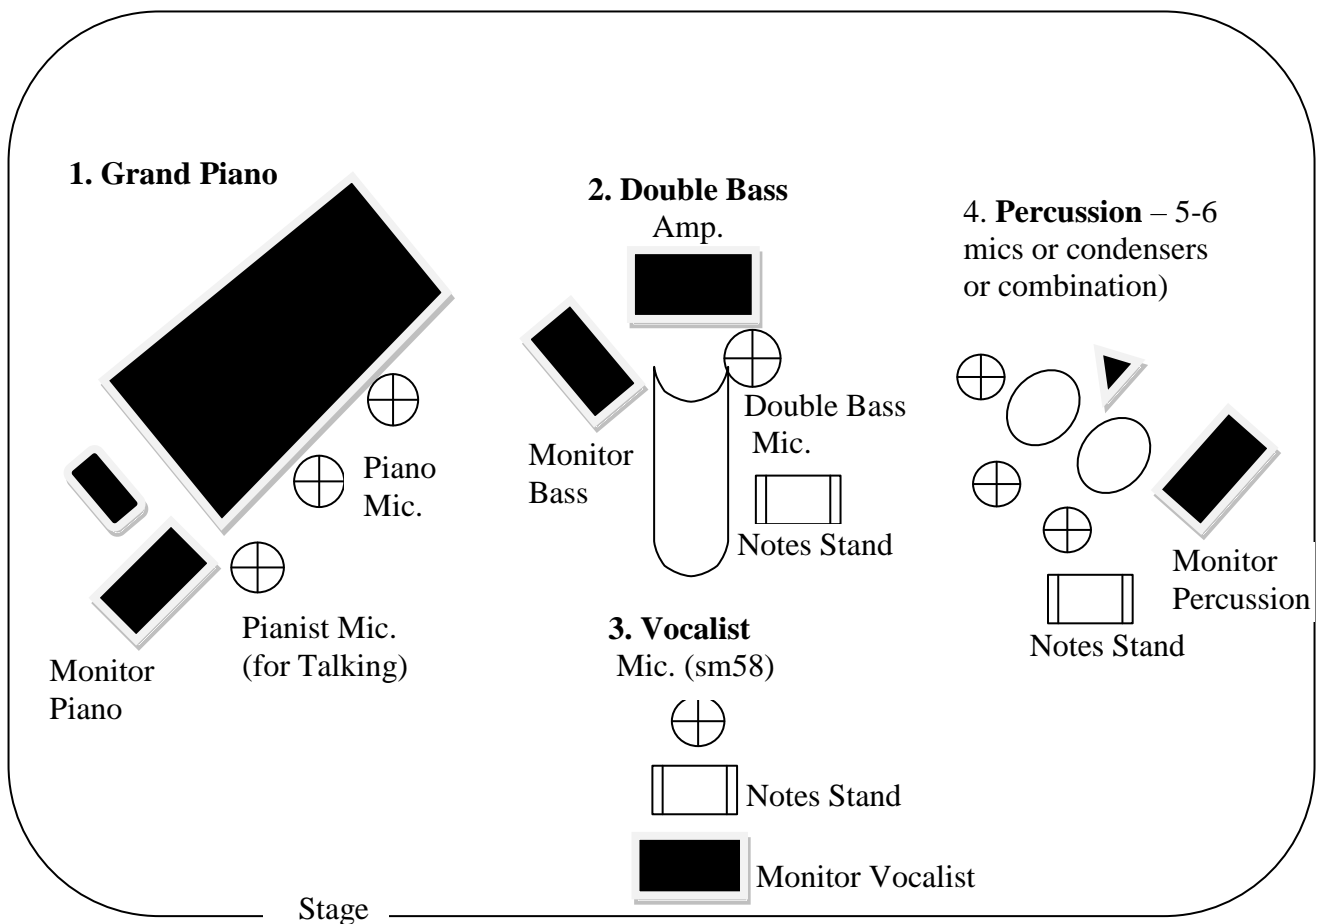 1. Grand Piano
2. Double Bass
Amp.
4. Percussion – 5-6
mics or condensers
or combination)
Double Bass
Mic.
Monitor
Bass
Piano
Mic.
Notes Stand
Monitor
Percussion
Pianist Mic.
(for Talking)
3. Vocalist
Mic. (sm58)
Notes Stand
Monitor
Piano
Notes Stand
Monitor Vocalist
Stage